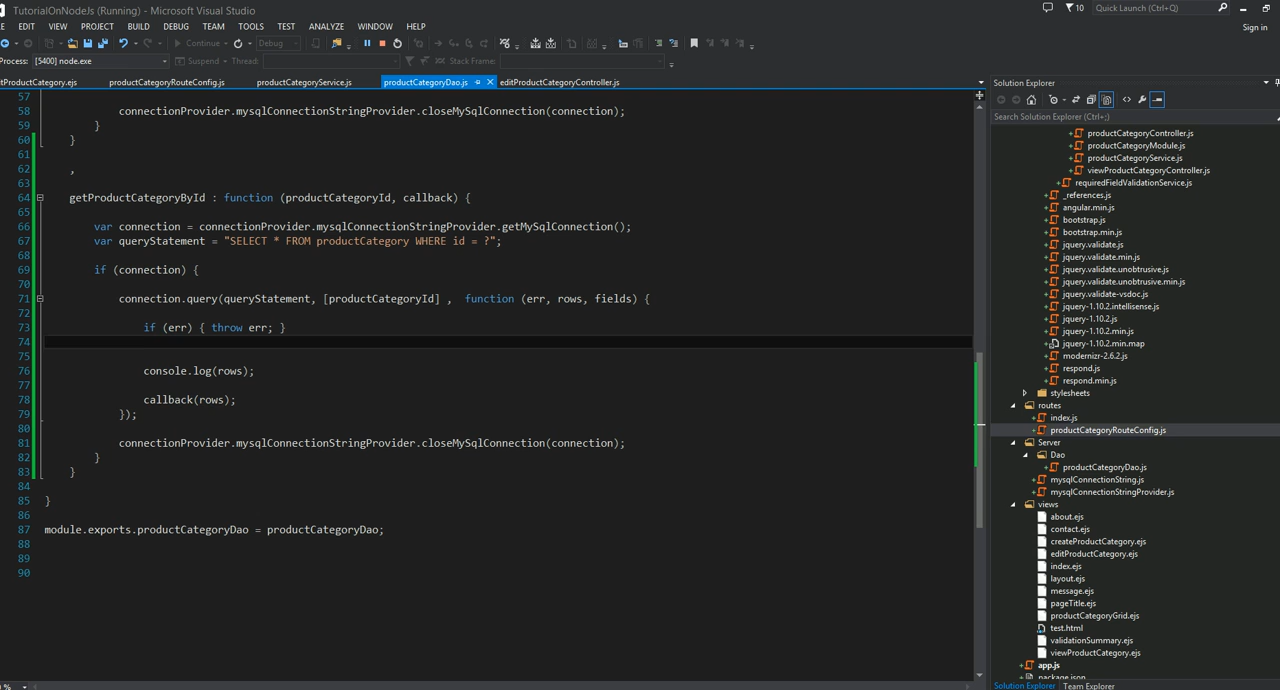 TutorialOnNodeJs (Running) - Microsoft Visual Studio
10
Quick Launch (Ctrl+Q)
EDIT VIEW PROJECT BUILD DEBUG TEAM TOOLS TEST ANALYZE WINDOW HELP
Sign in
Continue
Debug
Process: [5400] node.exe
Suspend
Thread:
Stack Frame:
itProductCategory.ejs productCategoryRouteConfig.js productCategoryService.js productCategoryDao.js editProductCategoryController.js
57
58 connectionProvider.mysqlConnectionStringProvider.closeMySqlConnection(connection);
59 }
60 }
61
62 ,
63
64 getProductCategoryById : function (productCategoryId, callback) {
65
66 var connection = connectionProvider.mysqlConnectionStringProvider.getMySqlConnection();
67 var queryStatement = "SELECT * FROM productCategory WHERE id = ?";
68
69 if (connection) {
70
71 connection.query(queryStatement, [productCategoryId] , function (err, rows, fields) {
72
73 if (err) { throw err; }
74
75
76 console.log(rows);
77
78 callback(rows);
79 });
80
81 connectionProvider.mysqlConnectionStringProvider.closeMySqlConnection(connection);
82 }
83 }
84
85 }
86
87 module.exports.productCategoryDao = productCategoryDao;
88
89
90
%
Solution Explorer
Search Solution Explorer (Ctrl+;)
productCategoryController.js
productCategoryModule.js
productCategoryService.js
viewProductCategoryController.js
requiredFieldValidationService.js
_references.js
angular.min.js
bootstrap.js
bootstrap.min.js
jquery.validate.js
jquery.validate.min.js
jquery.validate.unobtrusive.js
jquery.validate.unobtrusive.min.js
jquery.validate-vsdoc.js
jquery-1.10.2.intellisense.js
jquery-1.10.2.js
jquery-1.10.2.min.js
jquery-1.10.2.min.map
modernizr-2.6.2.js
respond.js
respond.min.js
stylesheets
routes
index.js
productCategoryRouteConfig.js
Server
Dao
productCategoryDao.js
mysqlConnectionString.js
mysqlConnectionStringProvider.js
views
about.ejs
contact.ejs
createProductCategory.ejs
editProductCategory.ejs
index.ejs
layout.ejs
message.ejs
pageTitle.ejs
productCategoryGrid.ejs
test.html
validationSummary.ejs
viewProductCategory.ejs
app.js
package.json
Solution Explorer Team Explorer